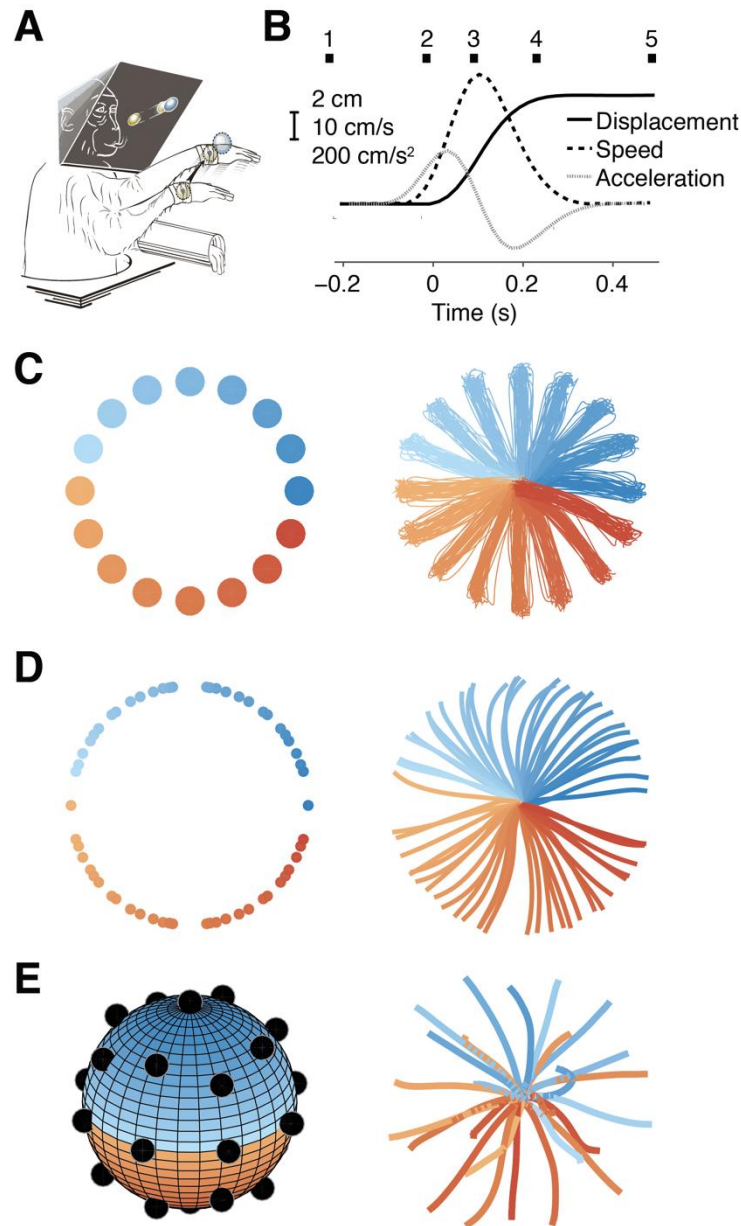 A
B
1 2 3 4 5
2 cm
10 cm/s
200 cm/s²
Displacement
Speed
Acceleration
−0.2 0 0.2 0.4
Time (s)
C
D
E